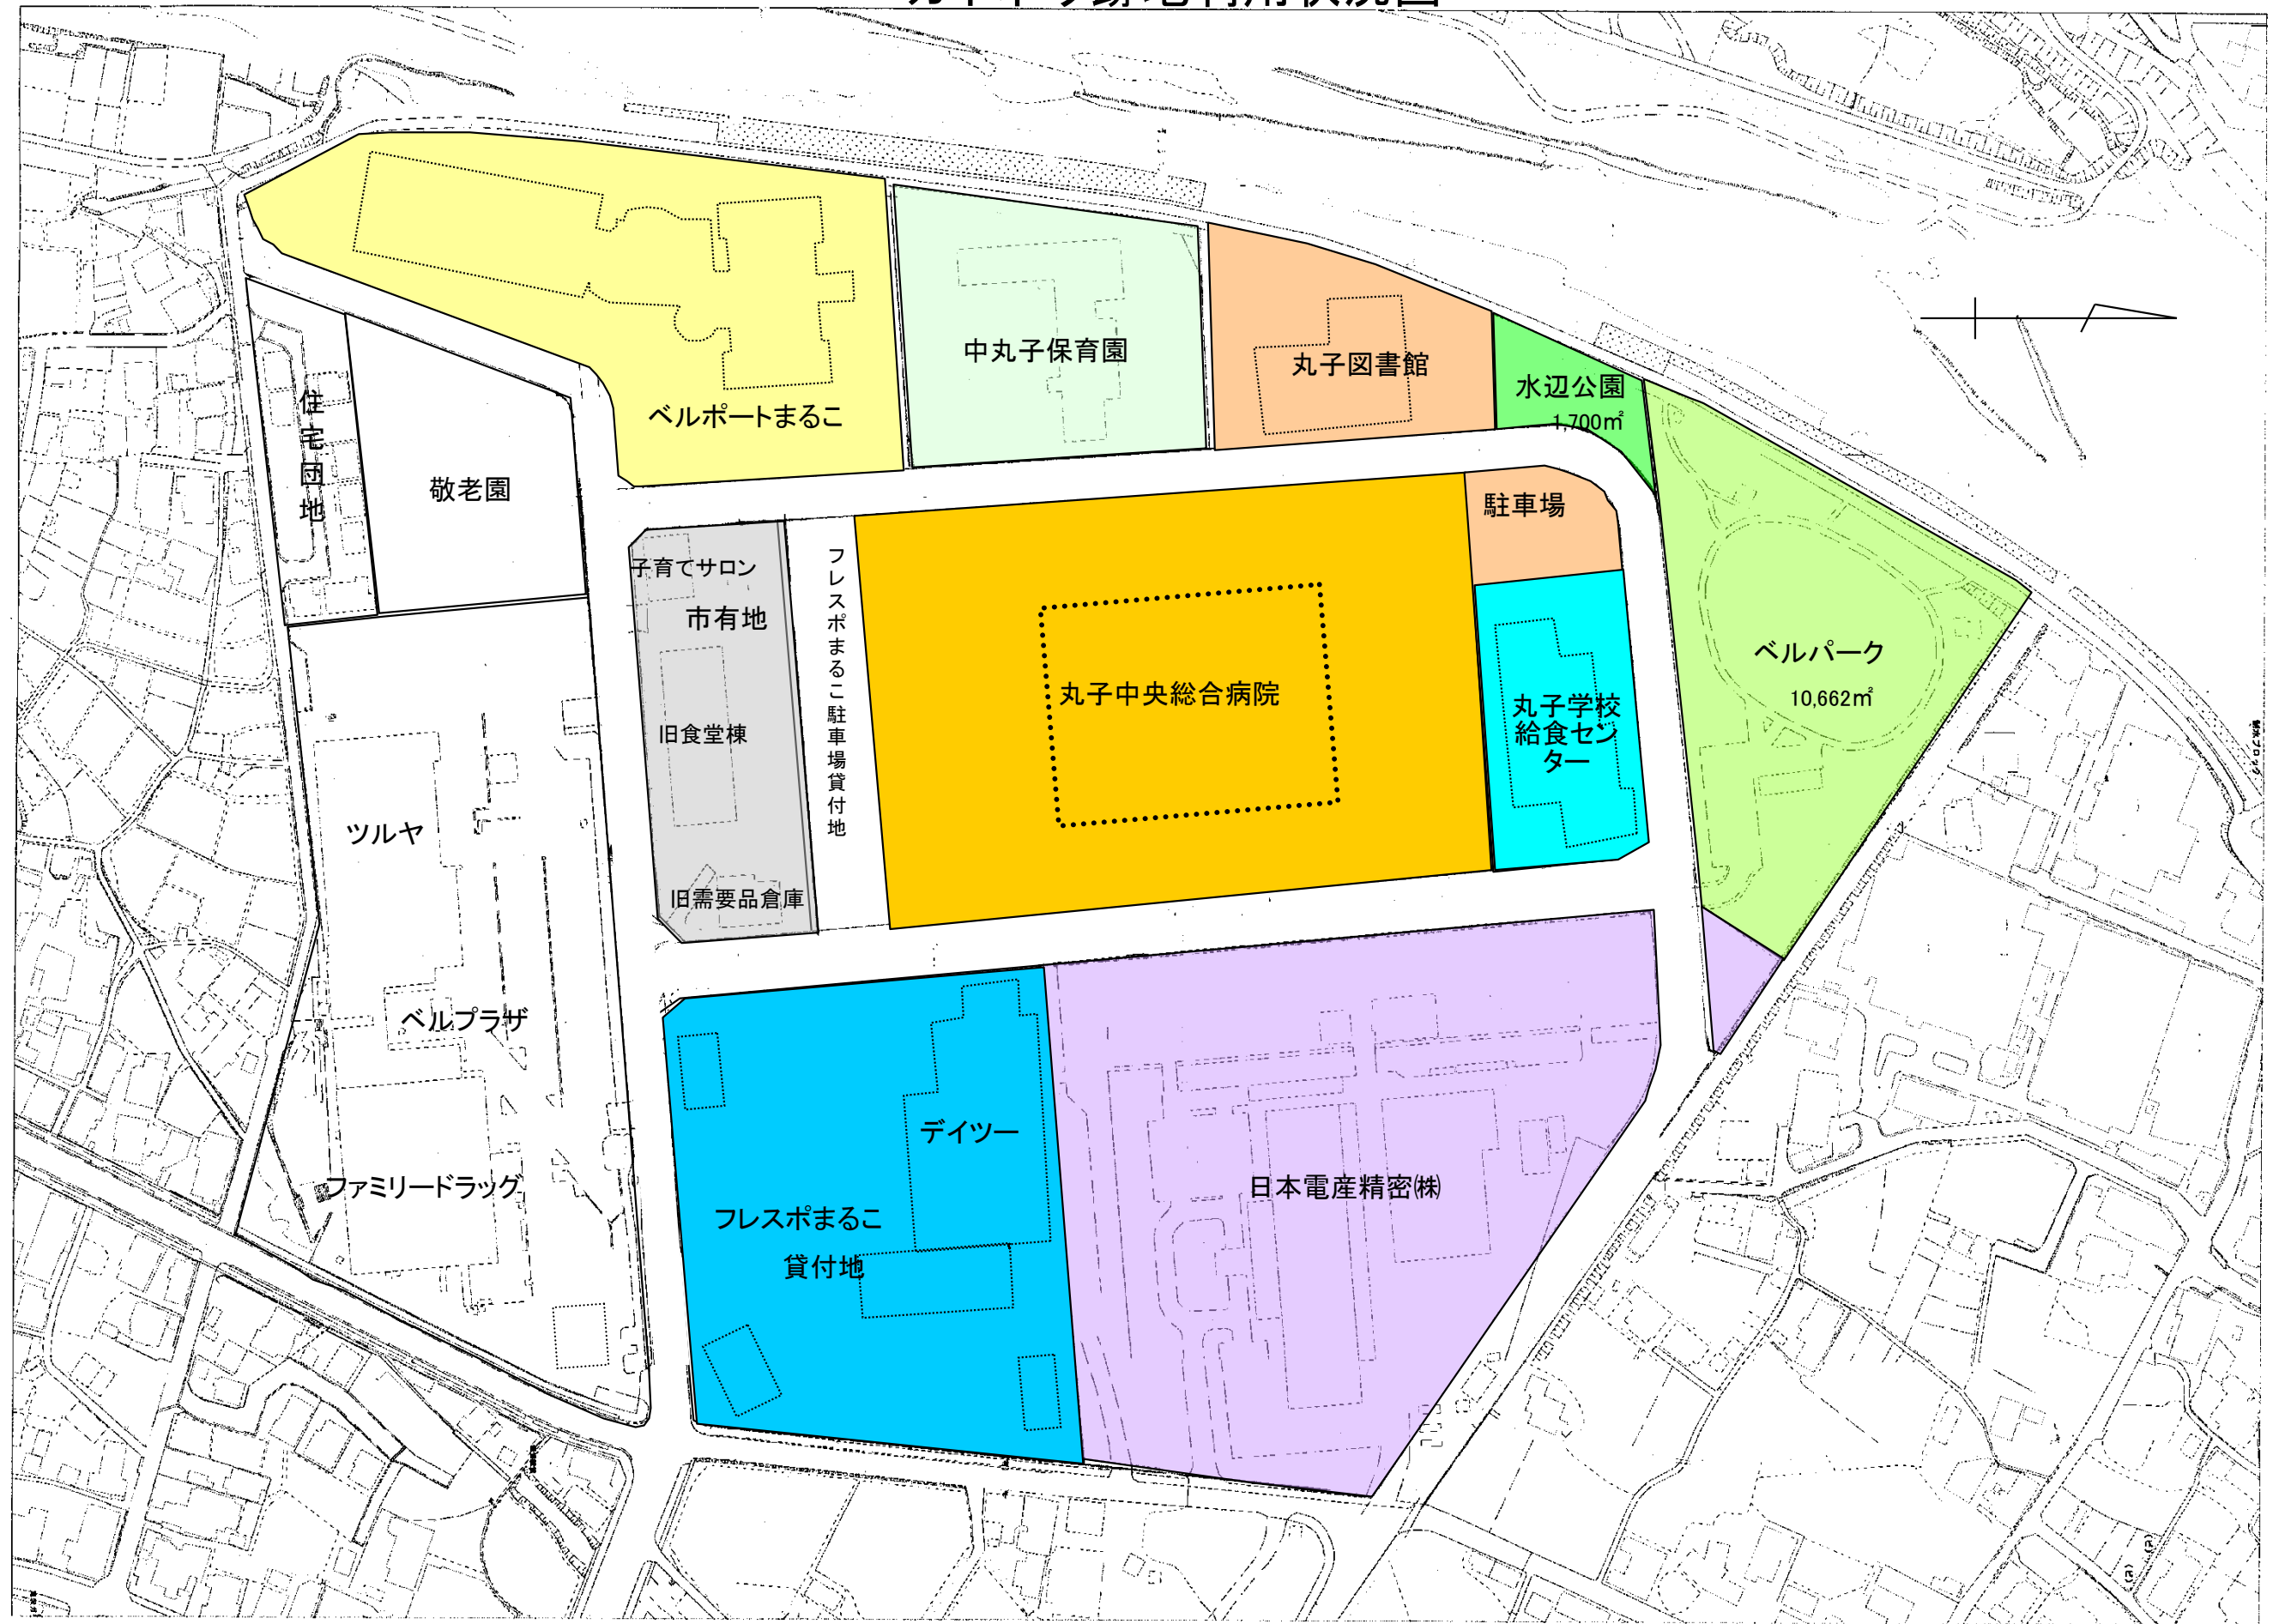 中丸子保育園
丸子図書館
水辺公園
1,700㎡
ベルポートまるこ
住宅団地
敬老園
駐車場
子育てサロン
市有地
フレスポまるこ駐車場貸付地
ベルパーク
10,662㎡
丸子中央総合病院
丸子学校
給食セン
ター
旧食堂棟
ツルヤ
旧需要品倉庫
ベルプラザ
デイツー
ファミリードラッグ
日本電産精密㈱
フレスポまるこ
貸付地